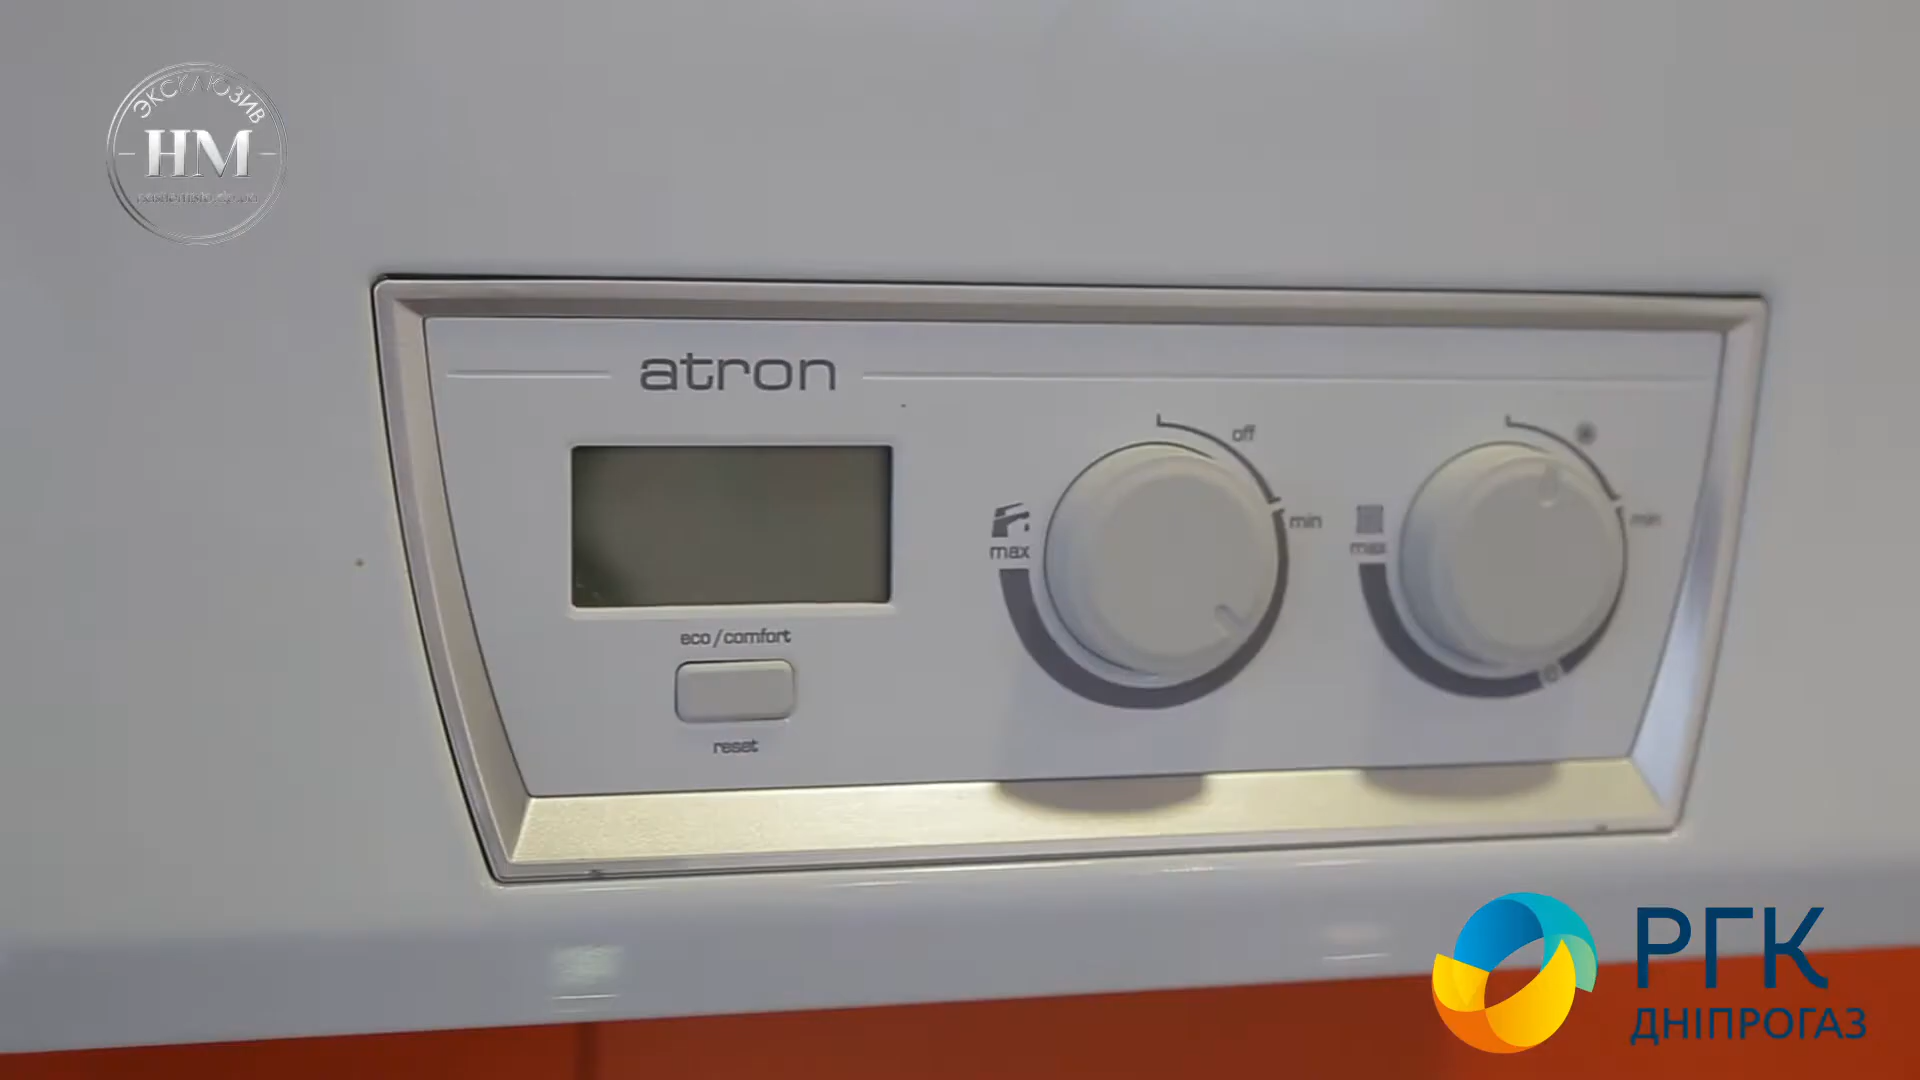 ЭКСКЛЮЗИВ
НМ
atron
off
min
max
min
max
eco/comfort
reset
РГК
ДНІПРОГАЗ